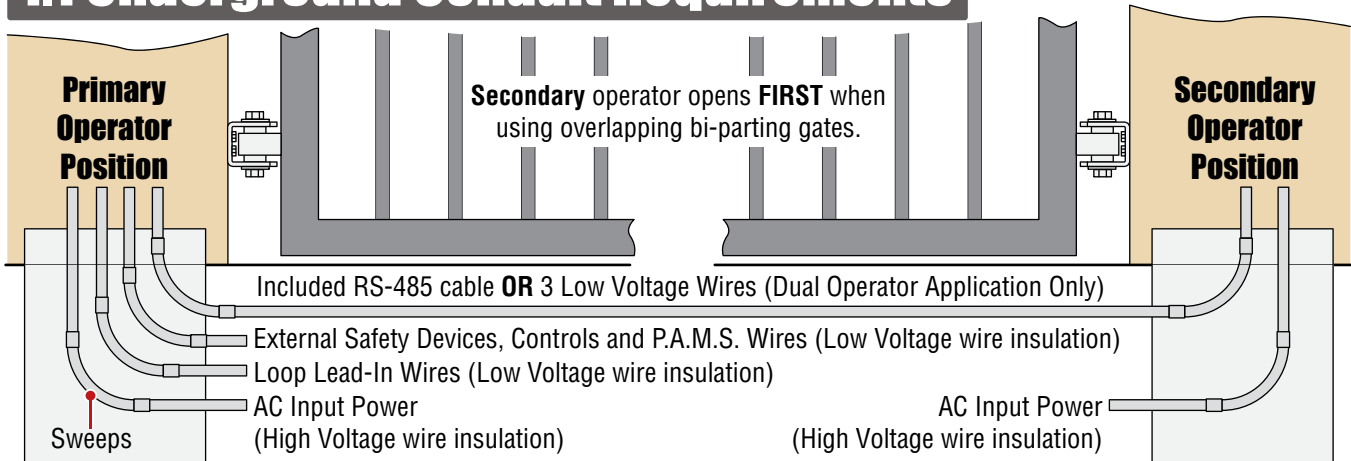 Underground Conduit Requirements
Primary
Operator
Position
Secondary operator opens FIRST when
using overlapping bi-parting gates.
Secondary
Operator
Position
Included RS-485 cable OR 3 Low Voltage Wires (Dual Operator Application Only)
External Safety Devices, Controls and P.A.M.S. Wires (Low Voltage wire insulation)
Loop Lead-In Wires (Low Voltage wire insulation)
AC Input Power
(High Voltage wire insulation)
AC Input Power
(High Voltage wire insulation)
Sweeps